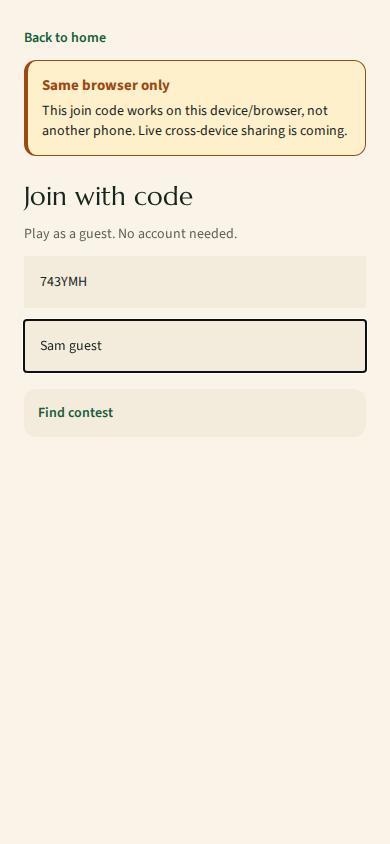 Back to home
Same browser only
This join code works on this device/browser, not
another phone. Live cross-device sharing is coming.
Join with code
Play as a guest. No account needed.
743YMH
Sam guest
Find contest